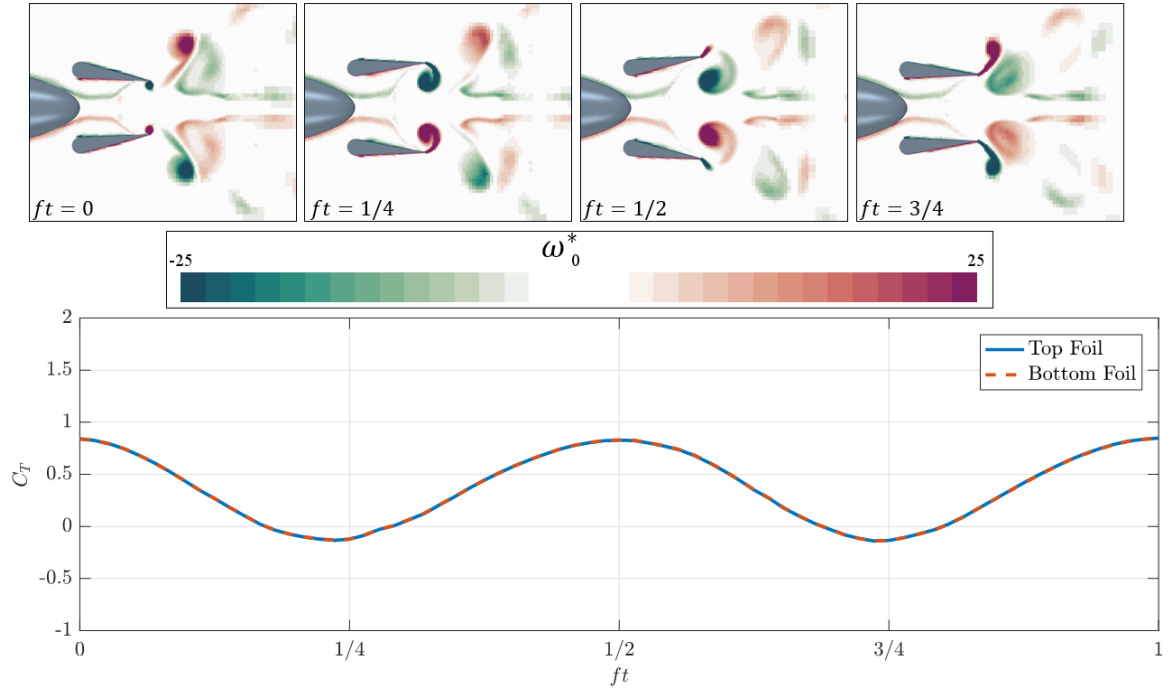 ft = 0
ft = 1/4
ft = 1/2
ft = 3/4
-25 ω*0 25
2
1.5
1
0.5
0
-0.5
-1
C_T
Top Foil
Bottom Foil
0 1/4 1/2 3/4 1
ft